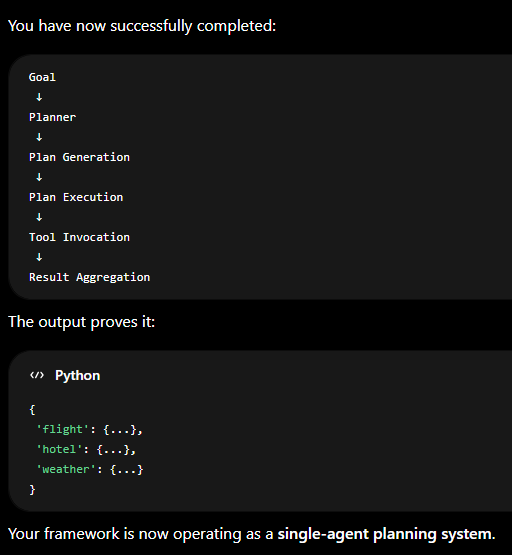 You have now successfully completed:
Goal
↓
Planner
↓
Plan Generation
↓
Plan Execution
↓
Tool Invocation
↓
Result Aggregation
The output proves it:
</> Python
{
'flight': {...},
'hotel': {...},
'weather': {...}
}
Your framework is now operating as a single-agent planning system.